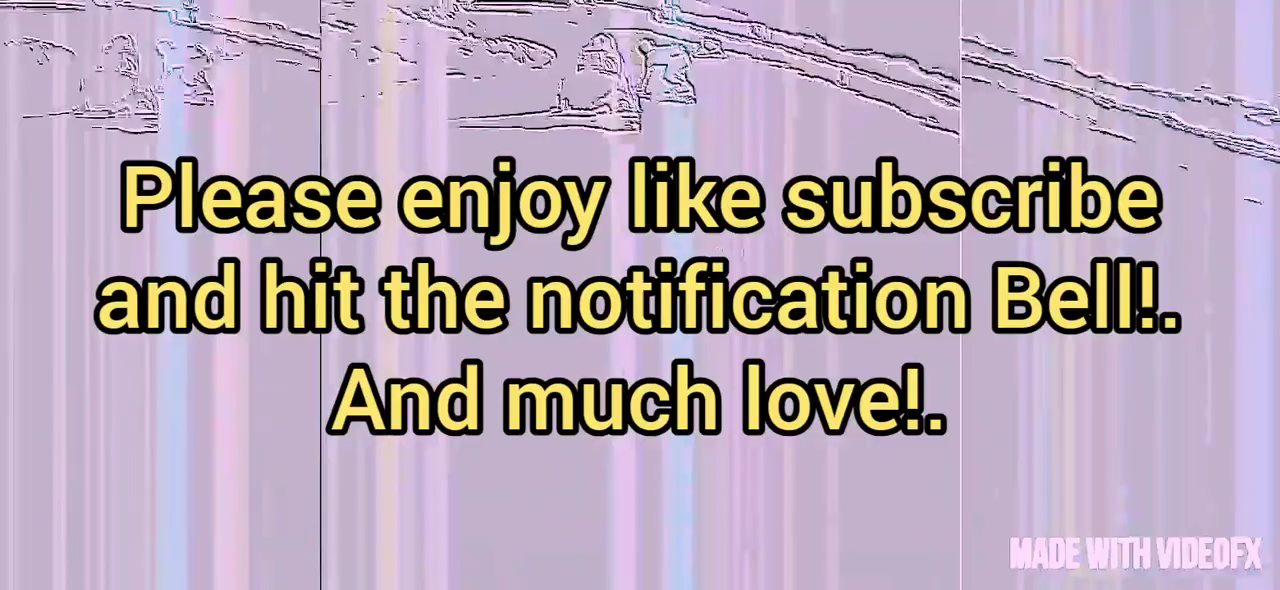 Please enjoy like subscribe
and hit the notification Bell!.
And much love!.
MADE WITH VIDEOFX